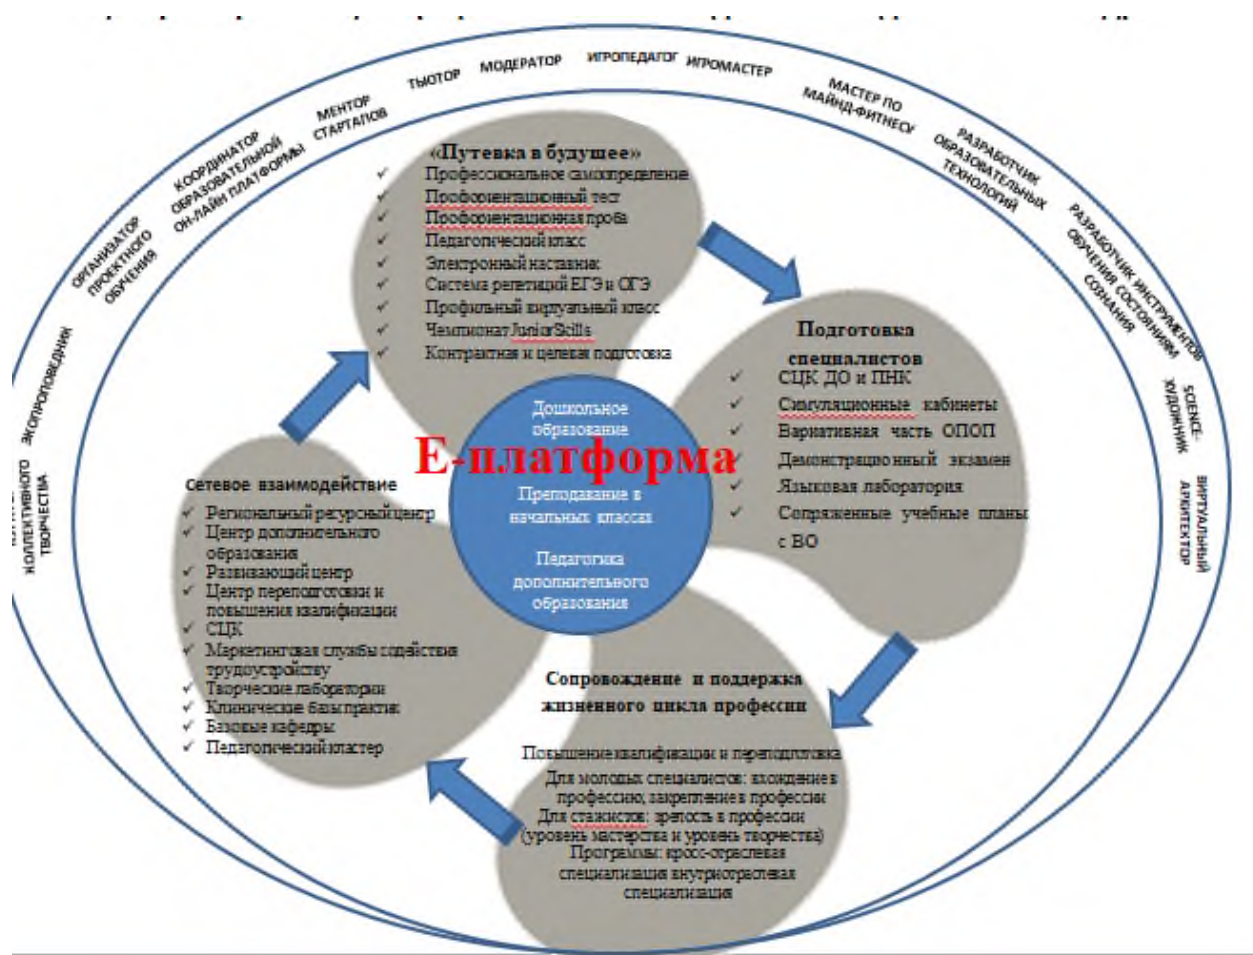 КОЛЛЕКТИВНОГО
ТВОРЧЕСТВА
ЭКОПРОПОВЕДНИК
ОРГАНИЗАТОР
ПРОЕКТНОГО
ОБУЧЕНИЯ
КООРДИНАТОР
ОБРАЗОВАТЕЛЬНОЙ
ОН-ЛАЙН ПЛАТФОРМЫ
МЕНТОР
СТАРТАПОВ
ТЬЮТОР
МОДЕРАТОР
ИГРОПЕДАГОГ
ИГРОМАСТЕР
МАСТЕР ПО
МАЙНД-ФИТНЕСУ
РАЗРАБОТЧИК
ОБРАЗОВАТЕЛЬНЫХ
ТЕХНОЛОГИЙ
РАЗРАБОТЧИК ИНСТРУМЕНТОВ
ОБУЧЕНИЯ СОСТОЯНИЯМ
СОЗНАНИЯ
SCIENCE-
ХУДОЖНИК
ВИРТУАЛЬНЫЙ
АРХИТЕКТОР
«Путевка в будущее»
Профессиональное самоопределение
Профориентационный тест
Профориентационная проба
Педагогический класс
Электронный наставник
Система репетиций ЕГЭ и ОГЭ
Профильный виртуальный класс
Чемпионат JuniorSkills
Контрактная и целевая подготовка
Подготовка
специалистов
СЦК ДО и ПНК
Симуляционные кабинеты
Вариативная часть ОПОП
Демонстрационный экзамен
Языковая лаборатория
Сопряженные учебные планы
с ВО
Дошкольное
образование
Е-платформа
Преподавание в
начальных классах
Педагогика
дополнительного
образования
Сетевое взаимодействие
Региональный ресурсный центр
Центр дополнительного
образования
Развивающий центр
Центр переподготовки и
повышения квалификации
СЦК
Маркетинговая службы содействия
трудоустройству
Творческие лаборатории
Клинические базы практик
Базовые кафедры
Педагогический кластер
Сопровождение и поддержка
жизненного цикла профессии
Повышение квалификации и переподготовка
Для молодых специалистов: вхождение в
профессию, закрепление в профессии
Для стажистов: зрелость в профессии
(уровень мастерства и уровень творчества)
Программы: кросс-отраслевая
специализация внутриотраслевая
специализация